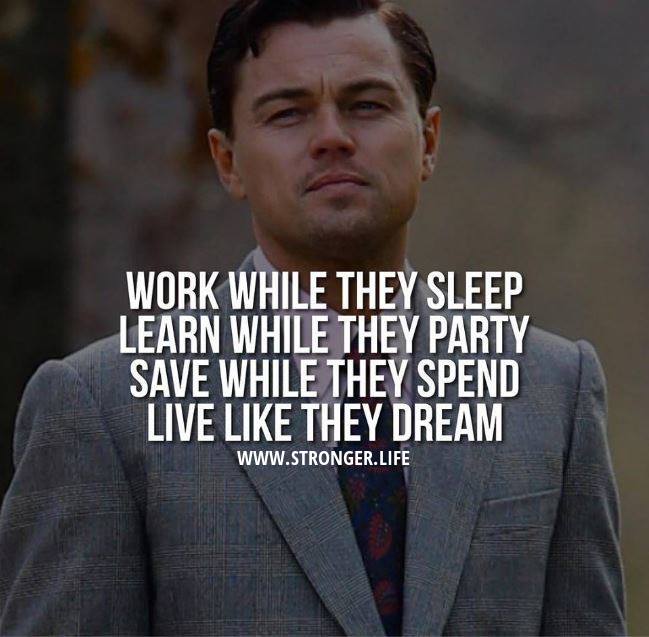 WORK WHILE THEY SLEEP
LEARN WHILE THEY PARTY
SAVE WHILE THEY SPEND
LIVE LIKE THEY DREAM
WWW.STRONGER.LIFE